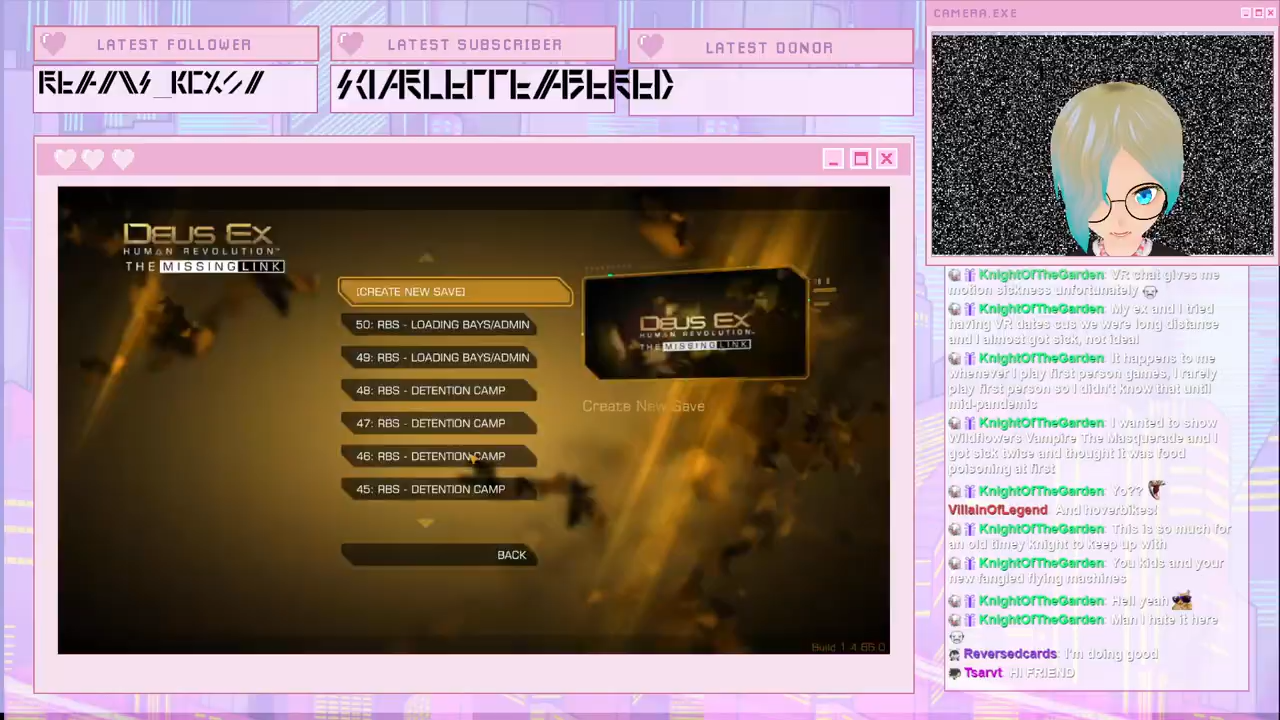 LATEST FOLLOWER
LATEST SUBSCRIBER
LATEST DONOR
CAMERA.EXE
DEUS EX
HUMAN REVOLUTION™
THE MISSING LINK
[CREATE NEW SAVE]
50: RBS - LOADING BAYS/ADMIN
49: RBS - LOADING BAYS/ADMIN
48: RBS - DETENTION CAMP
47: RBS - DETENTION CAMP
46: RBS - DETENTION CAMP
45: RBS - DETENTION CAMP
BACK
DEUS EX
HUMAN REVOLUTION™
THE MISSING LINK
Create New Save
Build 1.4.66.0
KnightOfTheGarden: VR chat gives me
motion sickness unfortunately
KnightOfTheGarden: My ex and I tried
having VR dates cus we were long distance
and I almost got sick, not ideal
KnightOfTheGarden: It happens to me
whenever I play first person games, I rarely
play first person so I didn't know that until
mid-pandemic
KnightOfTheGarden: I wanted to show
Wildflowers Vampire The Masquerade and I
got sick twice and thought it was food
poisoning at first
KnightOfTheGarden: Yo??
VillainOfLegend: And hoverbikes!
KnightOfTheGarden: This is so much for
an old timey knight to keep up with
KnightOfTheGarden: You kids and your
new fangled flying machines
KnightOfTheGarden: Hell yeah
KnightOfTheGarden: Man I hate it here
Reversedcards: I'm doing good
Tsarvt: HI FRIEND